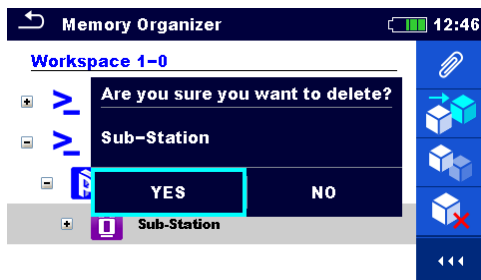 Memory Organizer 12:46
Workspace 1-0
Are you sure you want to delete?
Sub-Station
YES NO
Sub-Station